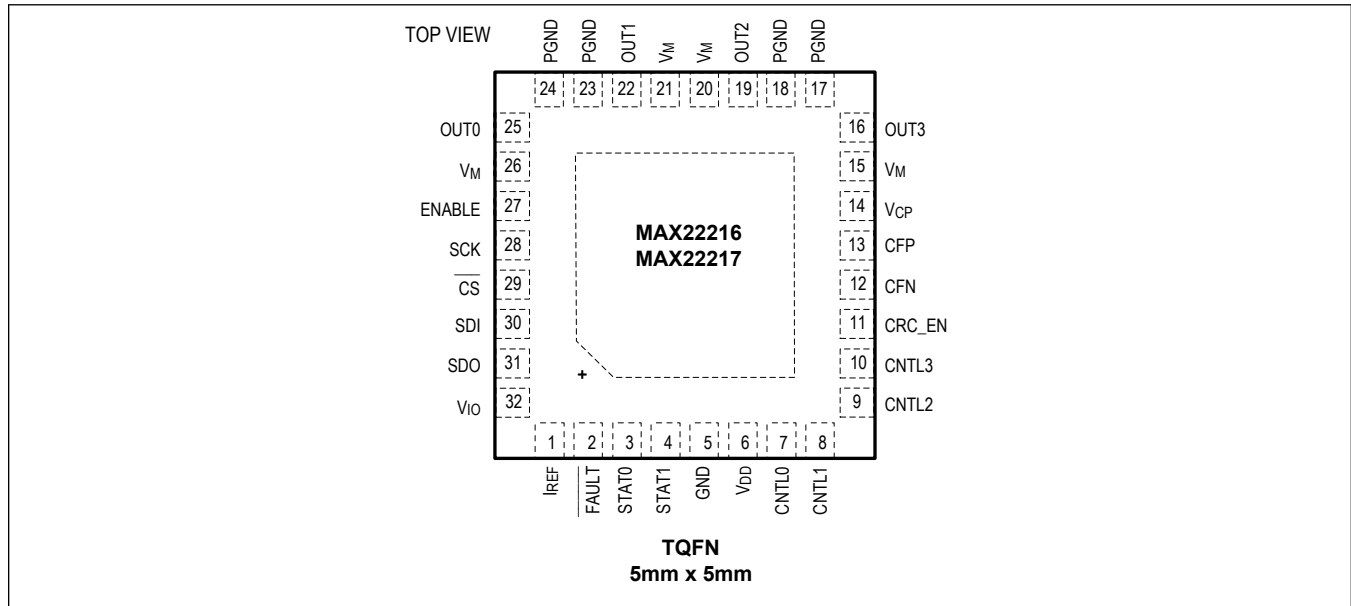 TOP VIEW
PGND
PGND
OUT1
VM
VM
OUT2
PGND
PGND
24 23 22 21 20 19 18 17
OUT0 25
VM 26
ENABLE 27
SCK 28
CS 29
SDI 30
SDO 31
VIO 32
MAX22216
MAX22217
+
16 OUT3
15 VM
14 VCP
13 CFP
12 CFN
11 CRC_EN
10 CNTL3
9 CNTL2
1 2 3 4 5 6 7 8
IREF
FAULT
STAT0
STAT1
GND
VDD
CNTL0
CNTL1
TQFN
5mm x 5mm